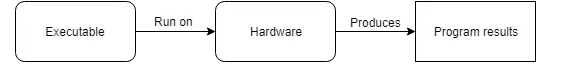 Executable
Run on
Hardware
Produces
Program results